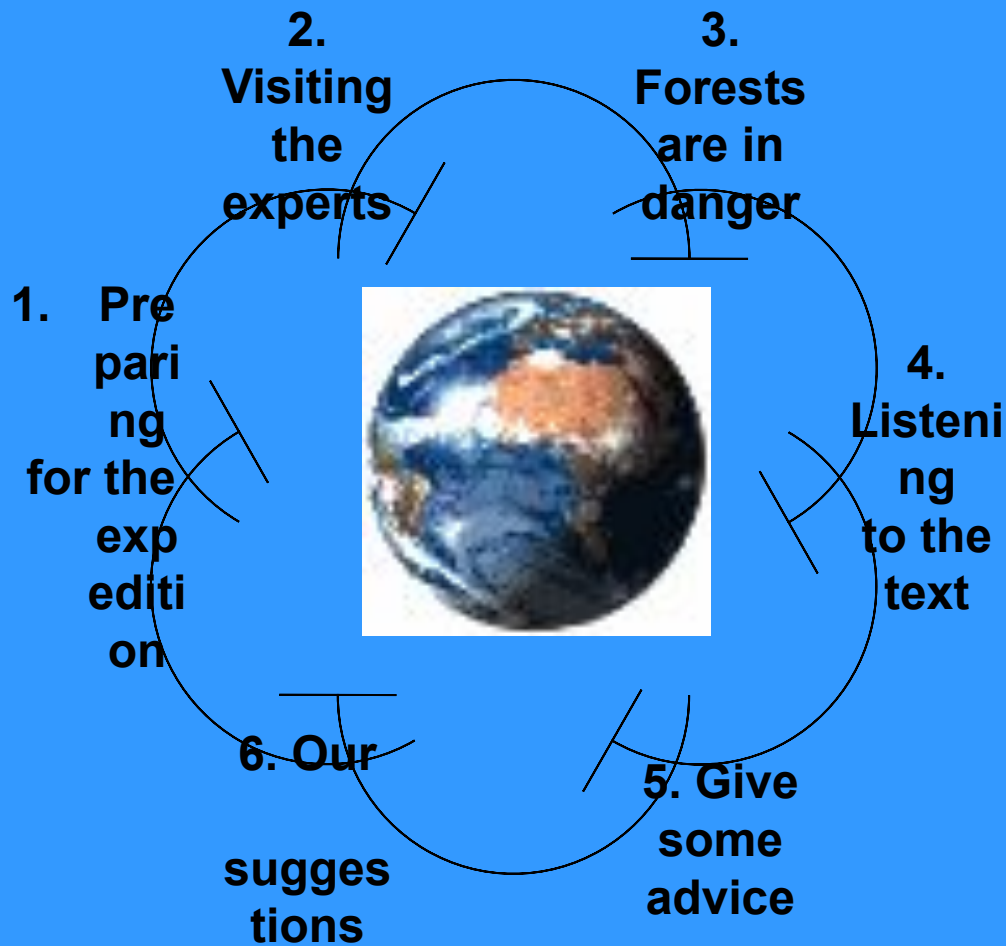 1. Pre
pari
ng
for the
exp
editi
on
2.
Visiting
the
experts
3.
Forests
are in
danger
4.
Listeni
ng
to the
text
5. Give
some
advice
6. Our
sugges
tions